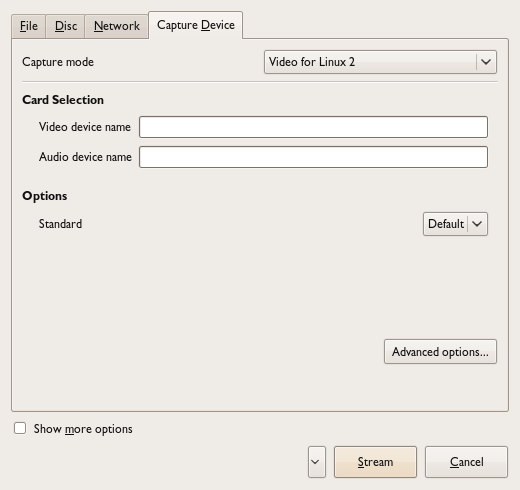 File Disc Network Capture Device
Capture mode Video for Linux 2
Card Selection
Video device name
Audio device name
Options
Standard Default
Advanced options...
Show more options
Stream Cancel